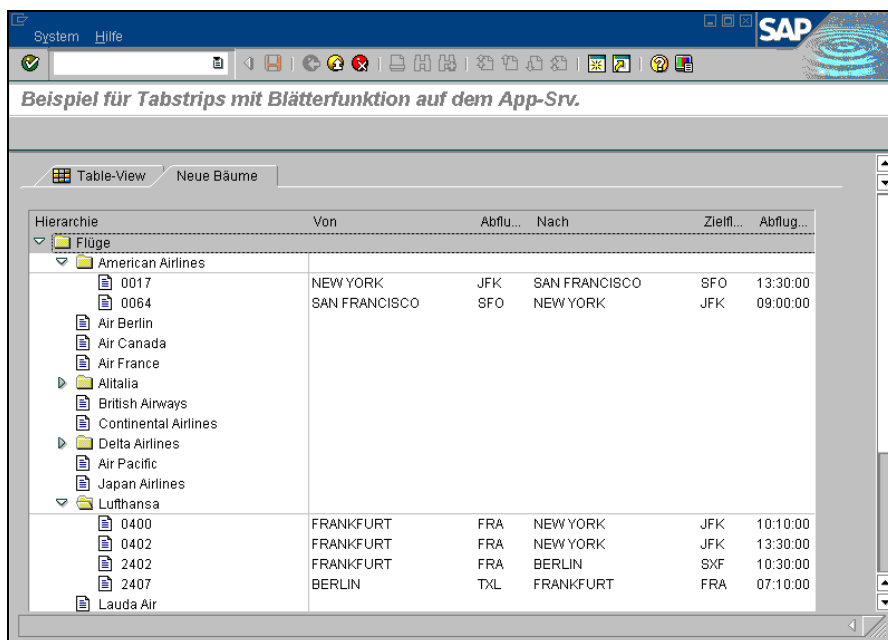 System Hilfe
SAP
Beispiel für Tabstrips mit Blätterfunktion auf dem App-Srv.
Table-View Neue Bäume
Hierarchie Von Abflu... Nach Zielfl... Abflug...
Flüge
American Airlines
0017 NEW YORK JFK SAN FRANCISCO SFO 13:30:00
0064 SAN FRANCISCO SFO NEW YORK JFK 09:00:00
Air Berlin
Air Canada
Air France
Alitalia
British Airways
Continental Airlines
Delta Airlines
Air Pacific
Japan Airlines
Lufthansa
0400 FRANKFURT FRA NEW YORK JFK 10:10:00
0402 FRANKFURT FRA NEW YORK JFK 13:30:00
2402 FRANKFURT FRA BERLIN SXF 10:30:00
2407 BERLIN TXL FRANKFURT FRA 07:10:00
Lauda Air